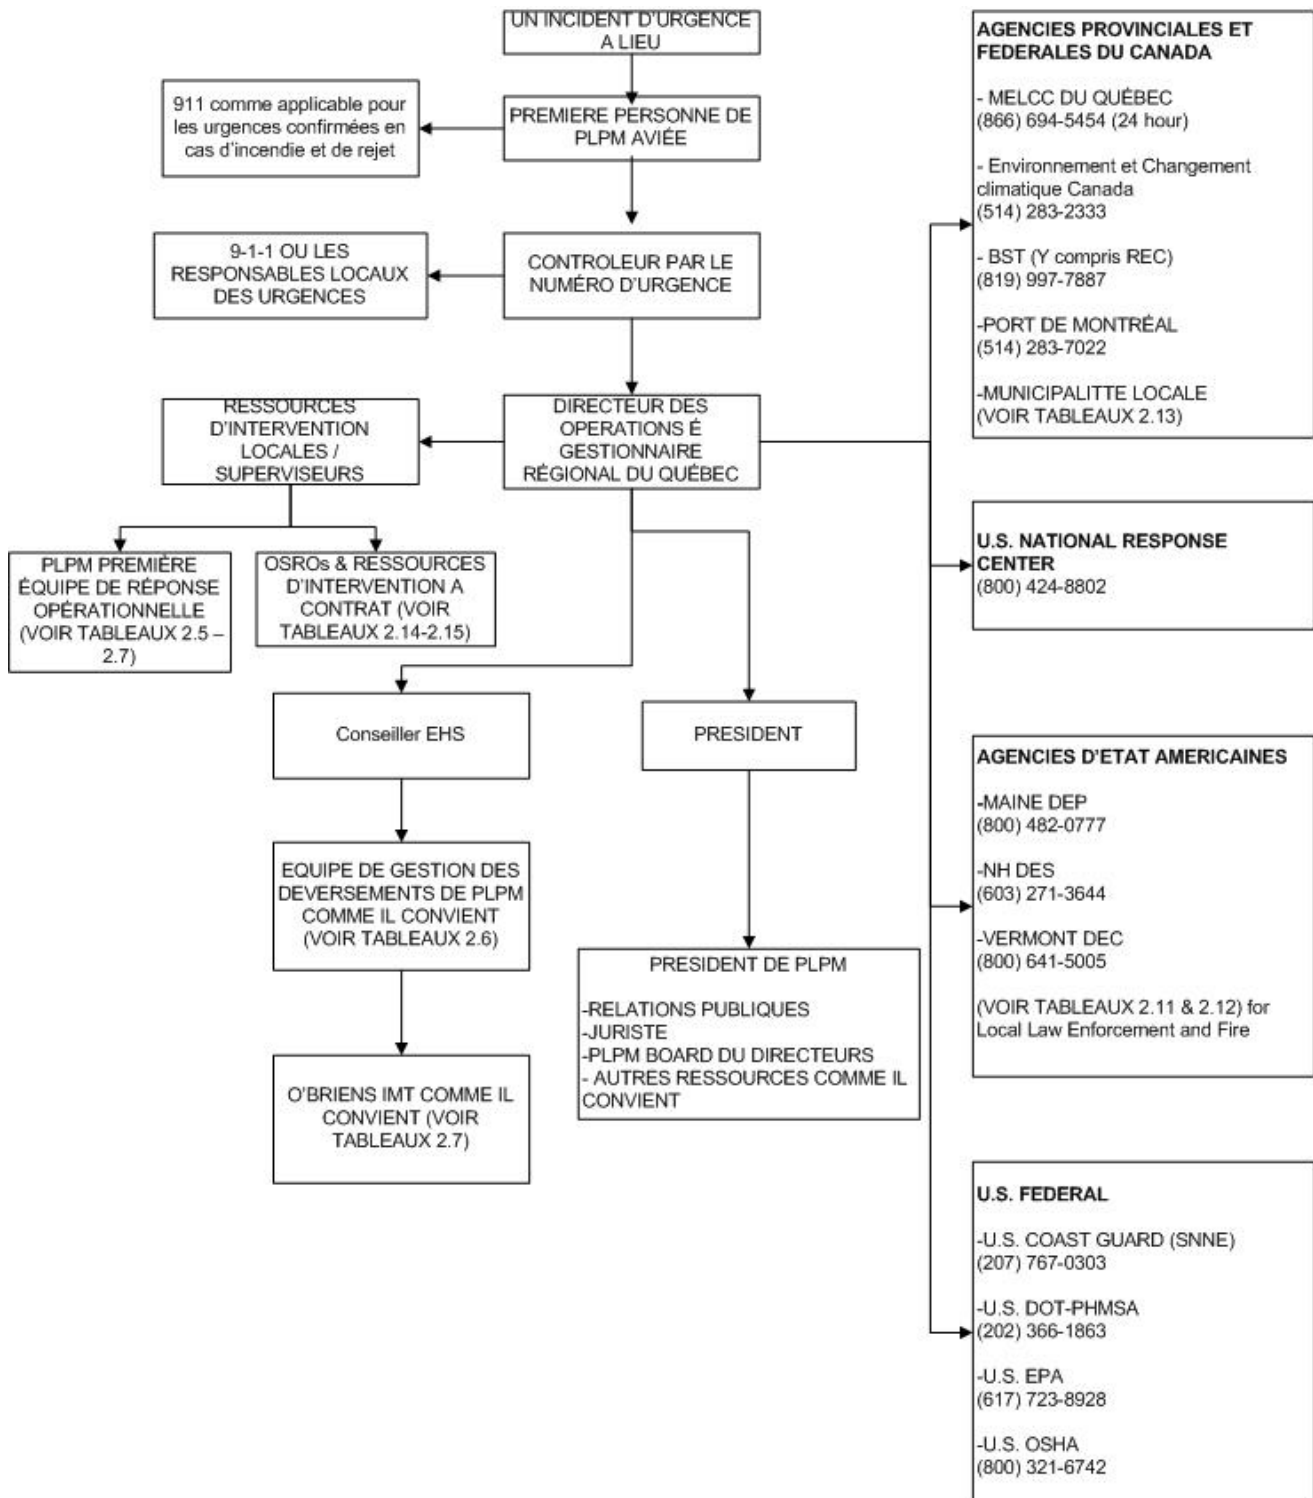 UN INCIDENT D'URGENCE
A LIEU
911 comme applicable pour
les urgences confirmées en
cas d'incendie et de rejet
PREMIERE PERSONNE DE
PLPM AVIÉE
9-1-1 OU LES
RESPONSABLES LOCAUX
DES URGENCES
CONTROLEUR PAR LE
NUMÉRO D'URGENCE
RESSOURCES
D'INTERVENTION
LOCALES /
SUPERVISEURS
DIRECTEUR DES
OPERATIONS É
GESTIONNAIRE
RÉGIONAL DU QUÉBEC
PLPM PREMIÈRE
ÉQUIPE DE RÉPONSE
OPÉRATIONNELLE
(VOIR TABLEAUX 2.5 –
2.7)
OSROs & RESSOURCES
D'INTERVENTION A
CONTRAT (VOIR
TABLEAUX 2.14-2.15)
Conseiller EHS
PRESIDENT
EQUIPE DE GESTION DES
DEVERSEMENTS DE PLPM
COMME IL CONVIENT
(VOIR TABLEAUX 2.6)
O'BRIENS IMT COMME IL
CONVIENT (VOIR
TABLEAUX 2.7)
PRESIDENT DE PLPM
-RELATIONS PUBLIQUES
-JURISTE
-PLPM BOARD DU DIRECTEURS
- AUTRES RESSOURCES COMME IL
CONVIENT
AGENCIES PROVINCIALES ET
FEDERALES DU CANADA
- MELCC DU QUÉBEC
(866) 694-5454 (24 hour)
- Environnement et Changement
climatique Canada
(514) 283-2333
- BST (Y compris REC)
(819) 997-7887
-PORT DE MONTRÉAL
(514) 283-7022
-MUNICIPALITTE LOCALE
(VOIR TABLEAUX 2.13)
U.S. NATIONAL RESPONSE
CENTER
(800) 424-8802
AGENCIES D'ETAT AMERICAINES
-MAINE DEP
(800) 482-0777
-NH DES
(603) 271-3644
-VERMONT DEC
(800) 641-5005
(VOIR TABLEAUX 2.11 & 2.12) for
Local Law Enforcement and Fire
U.S. FEDERAL
-U.S. COAST GUARD (SNNE)
(207) 767-0303
-U.S. DOT-PHMSA
(202) 366-1863
-U.S. EPA
(617) 723-8928
-U.S. OSHA
(800) 321-6742